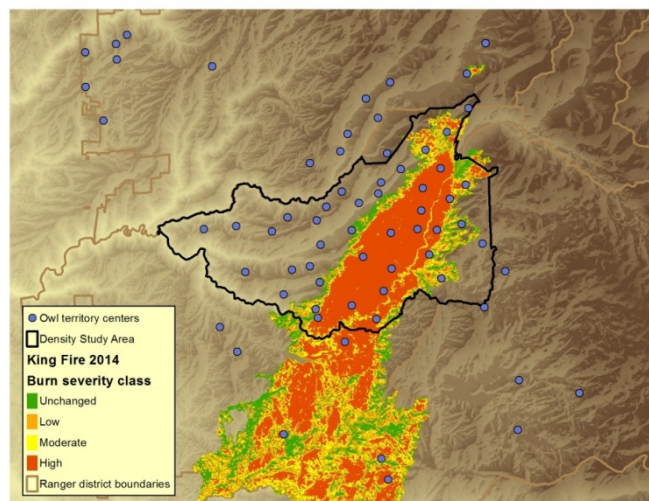 Owl territory centers
Density Study Area
King Fire 2014
Burn severity class
Unchanged
Low
Moderate
High
Ranger district boundaries